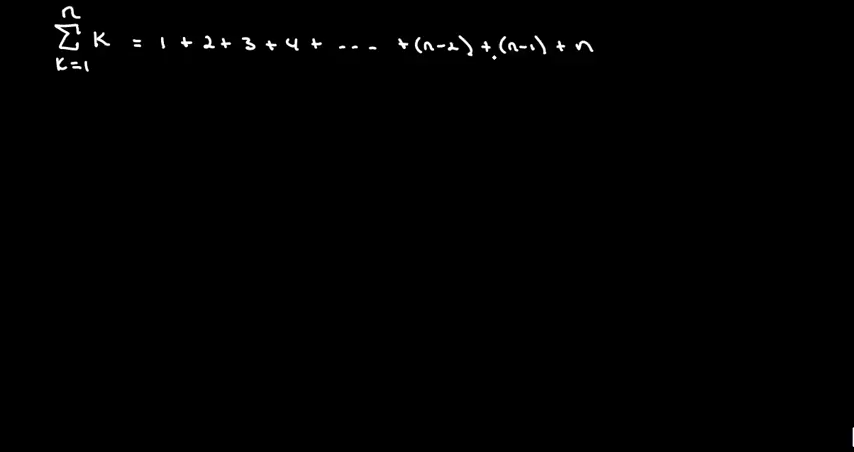 n
∑ K = 1 + 2 + 3 + 4 + ---- + (n-2) + (n-1) + n
K=1